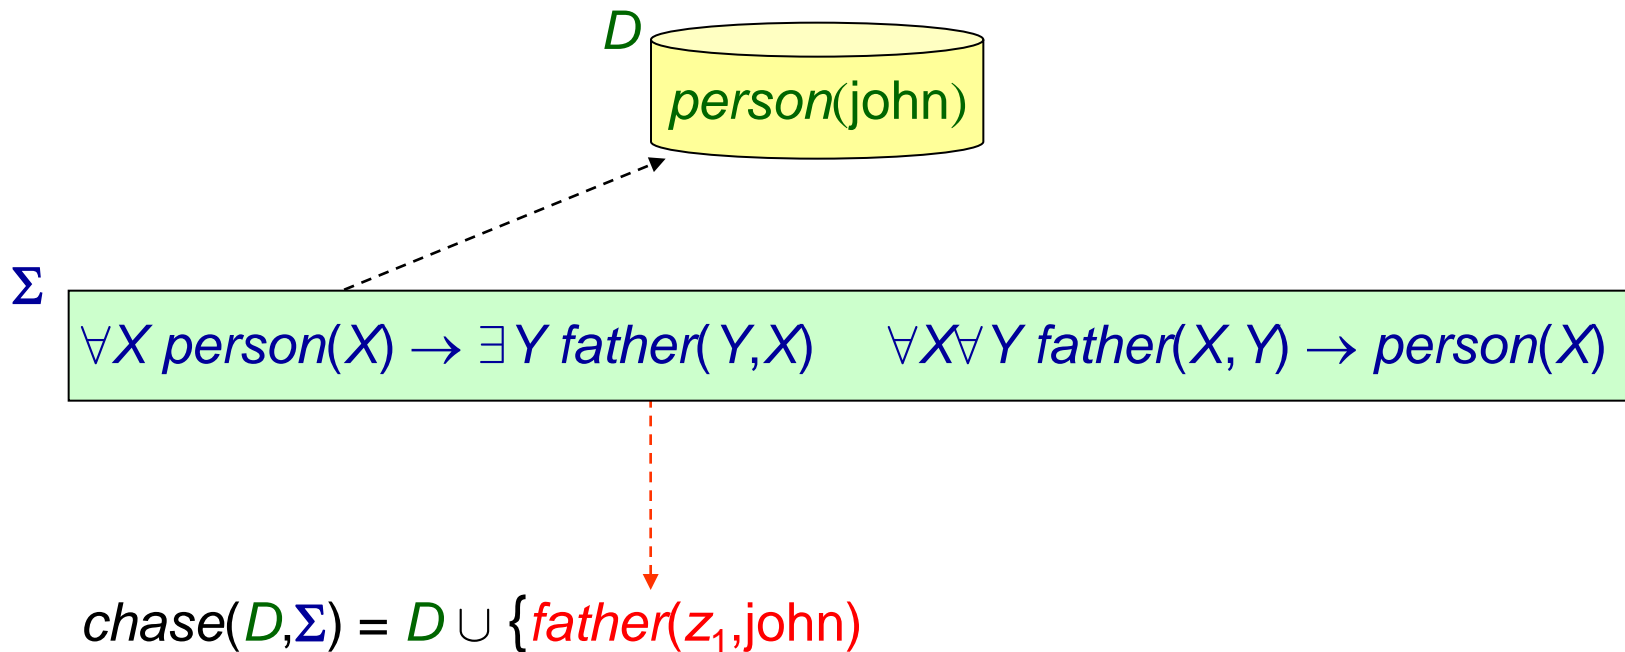 D
person(john)
Σ
∀X person(X) → ∃Y father(Y,X) ∀X∀Y father(X,Y) → person(X)
chase(D,Σ) = D ∪ {father(z₁,john)